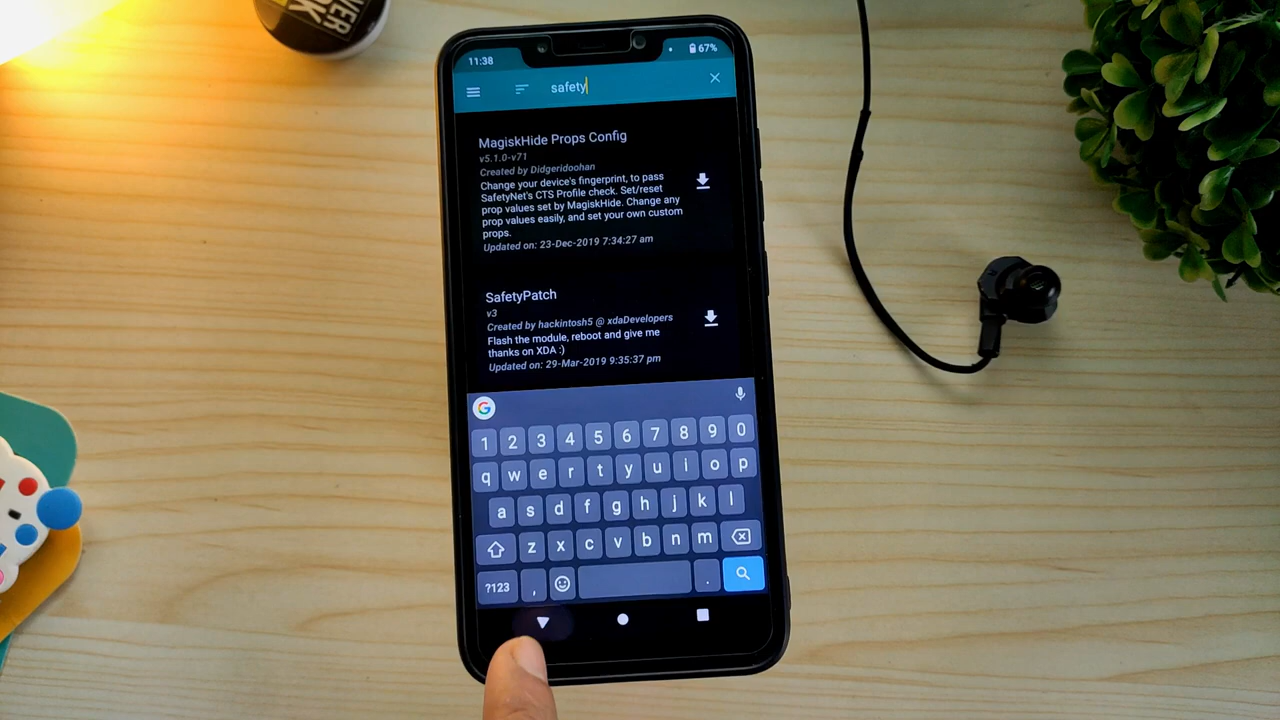 11:38
67%
safety
MagiskHide Props Config
v5.1.0-v71
Created by Didgeridoohan
Change your device's fingerprint, to pass
SafetyNet's CTS Profile check. Set/reset
prop values set by MagiskHide. Change any
prop values easily, and set your own custom
props.
Updated on: 23-Dec-2019 7:34:27 am
SafetyPatch
v3
Created by hackintosh5 @ xdaDevelopers
Flash the module, reboot and give me
thanks on XDA :)
Updated on: 29-Mar-2019 9:35:37 pm
G
1 2 3 4 5 6 7 8 9 0
q w e r t y u i o p
a s d f g h j k l
z x c v b n m
?123 , .